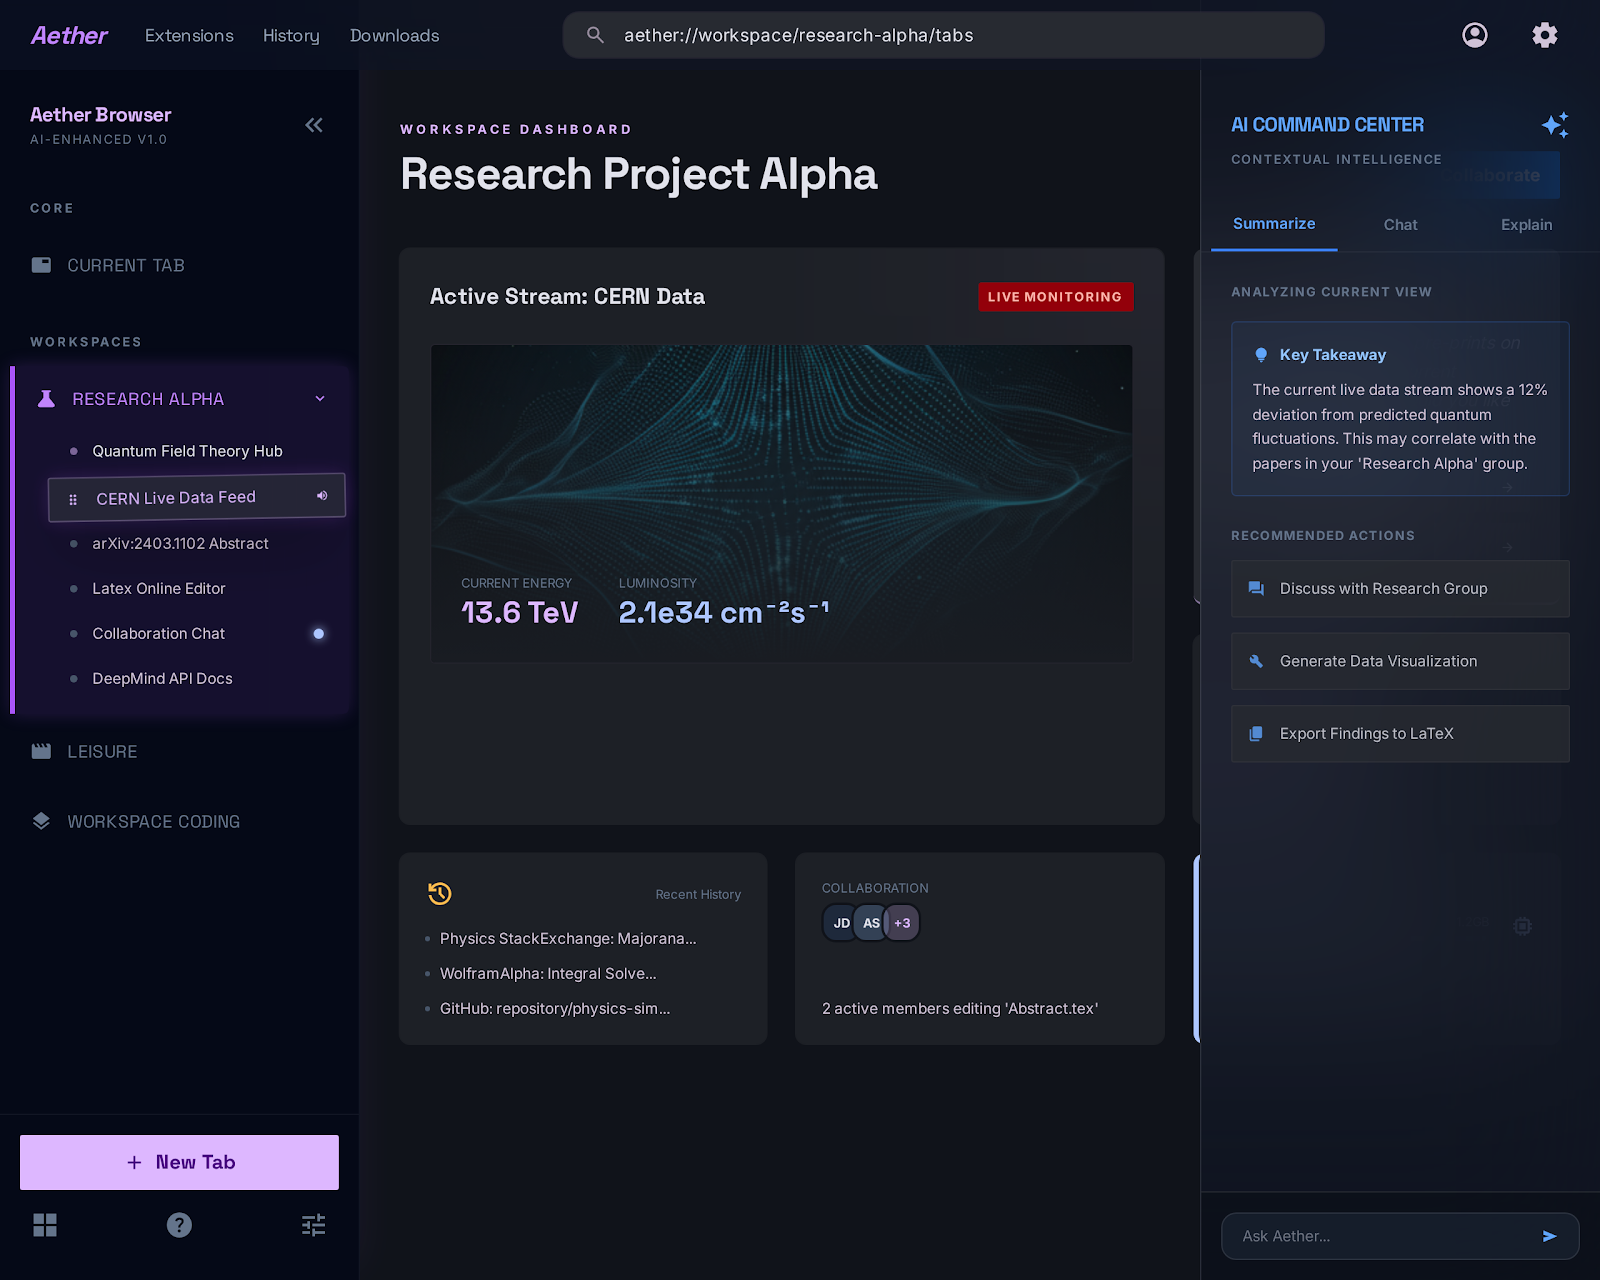 Aether
Extensions
History
Downloads
aether://workspace/research-alpha/tabs
Aether Browser
AI-ENHANCED V1.0
CORE
CURRENT TAB
WORKSPACES
RESEARCH ALPHA
Quantum Field Theory Hub
CERN Live Data Feed
arXiv:2403.1102 Abstract
Latex Online Editor
Collaboration Chat
DeepMind API Docs
LEISURE
WORKSPACE CODING
+ New Tab
WORKSPACE DASHBOARD
Research Project Alpha
Active Stream: CERN Data
LIVE MONITORING
CURRENT ENERGY
13.6 TeV
LUMINOSITY
2.1e34 cm⁻²s⁻¹
Recent History
Physics StackExchange: Majorana...
WolframAlpha: Integral Solve...
GitHub: repository/physics-sim...
COLLABORATION
JD
AS
+3
2 active members editing 'Abstract.tex'
AI COMMAND CENTER
CONTEXTUAL INTELLIGENCE
Summarize
Chat
Explain
ANALYZING CURRENT VIEW
Key Takeaway
The current live data stream shows a 12%
deviation from predicted quantum
fluctuations. This may correlate with the
papers in your 'Research Alpha' group.
RECOMMENDED ACTIONS
Discuss with Research Group
Generate Data Visualization
Export Findings to LaTeX
Ask Aether...